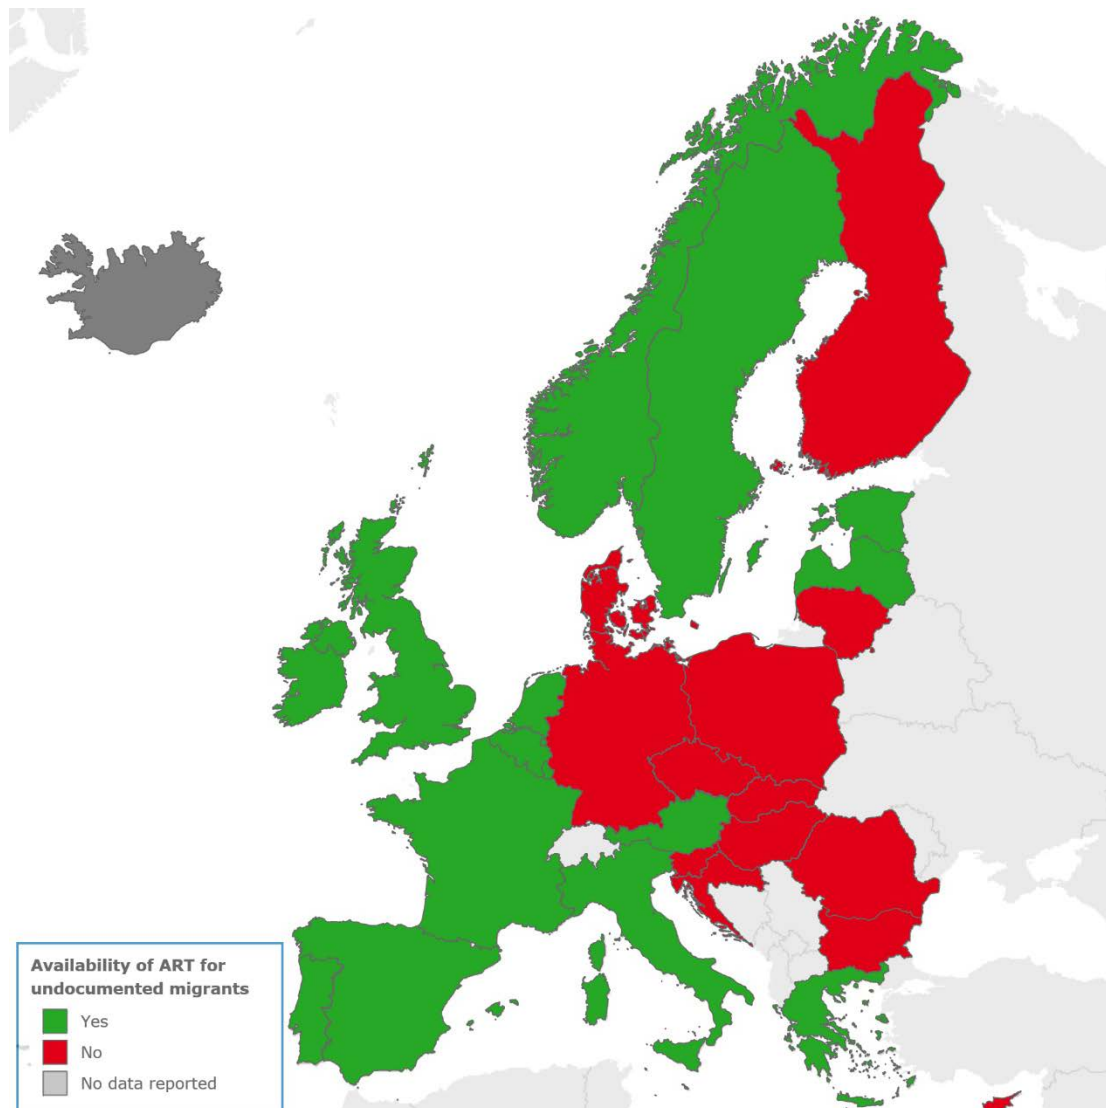 Availability of ART for
undocumented migrants
Yes
No
No data reported